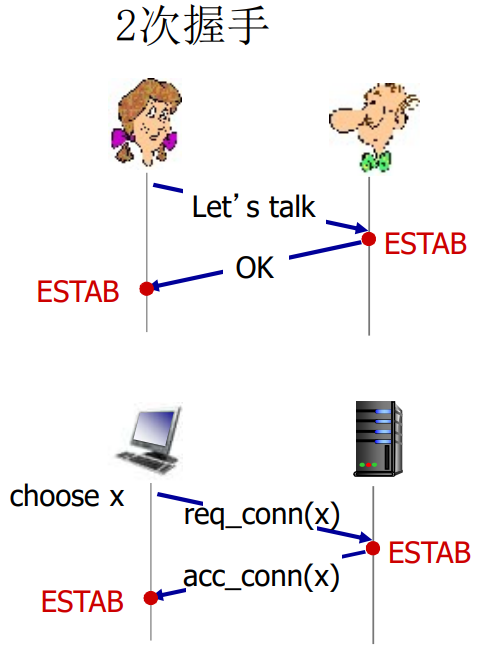 2次握手
Let's talk
ESTAB
OK
ESTAB
choose x
req_conn(x)
ESTAB
acc_conn(x)
ESTAB